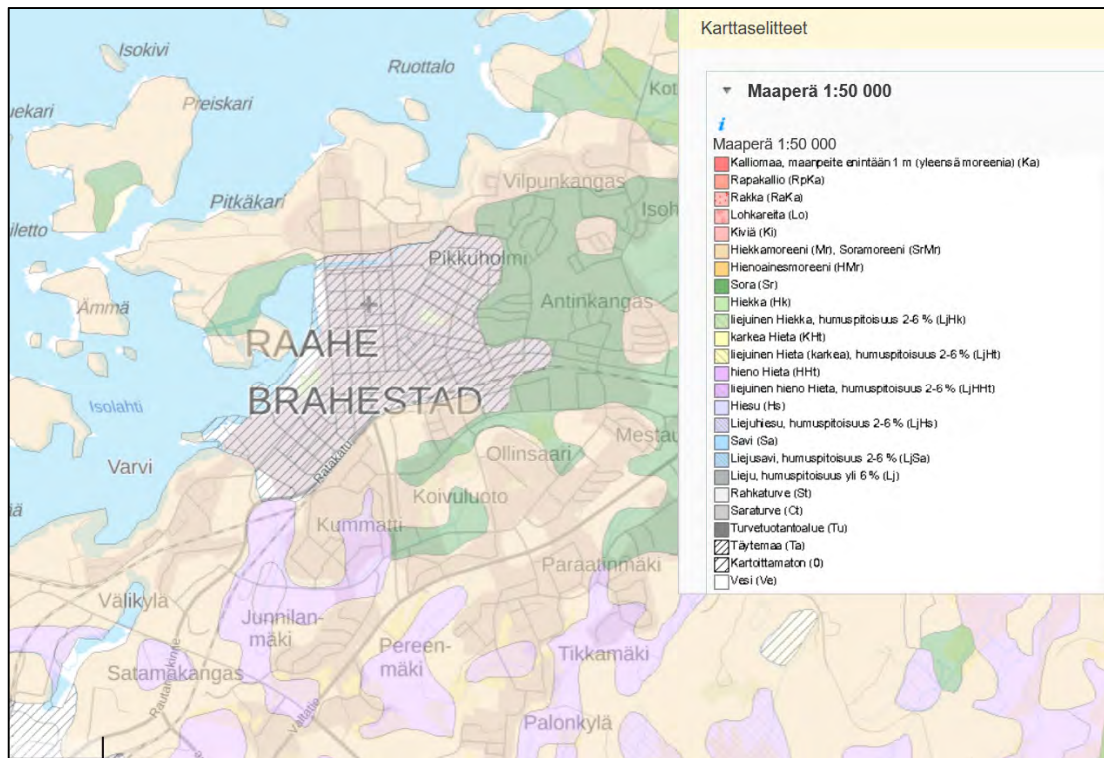 Karttaselitteet
Maaperä 1:50 000
Maaperä 1:50 000
Kalliomaa, maanpeite enintään 1 m (yleensä moreenia) (Ka)
Rapakallio (RpKa)
Rakka (RaKa)
Lohkareita (Lo)
Kiviä (Ki)
Hiekkamoreeni (Mr), Soramoreeni (SrMr)
Hienoainesmoreeni (HMr)
Sora (Sr)
Hiekka (Hk)
liejuinen Hiekka, humuspitoisuus 2-6 % (LjHk)
karkea Hieta (KHt)
liejuinen Hieta (karkea), humuspitoisuus 2-6 % (LjHt)
hieno Hieta (HHt)
liejuinen hieno Hieta, humuspitoisuus 2-6 % (LjHHt)
Hiesu (Hs)
Liejuhiesu, humuspitoisuus 2-6 % (LjHs)
Savi (Sa)
Liejusavi, humuspitoisuus 2-6 % (LjSa)
Lieju, humuspitoisuus yli 6 % (Lj)
Rahkaturve (St)
Saraturve (Ct)
Turvetuotantoalue (Tu)
Täytemaa (Ta)
Kartoittamaton (0)
Vesi (Ve)
Isokivi
Ruottalo
uekari
Preiskari
Kot
Vilpunkangas
Pitkäkari
Isoh
iletto
Pikkuholmi
Ämmä
Antinkangas
RAAHE
BRAHESTAD
Isolahti
Mestau
Ollinsaari
Varvi
Ratakatu
Koivuluoto
ää
Kummatti
Paraatinmäki
Välikylä
Junnilan-
mäki
Pereen-
mäki
Tikkamäki
Satamakangas
Rautaruukintie
Valtatie
Palonkylä